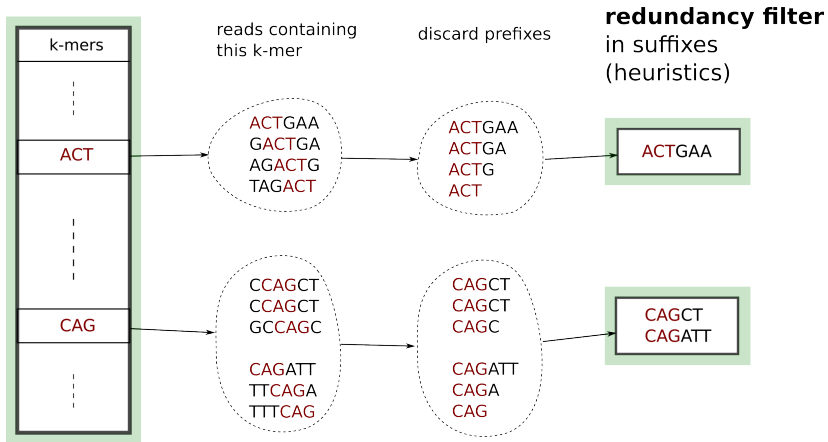 k-mers
reads containing
this k-mer
discard prefixes
redundancy filter
in suffixes
(heuristics)
ACT
ACTGAA
GACTGA
AGACTG
TAGACT
ACTGAA
ACTGA
ACTG
ACT
ACTGAA
CAG
CCAGCT
CCAGCT
GCCAGC
CAGATT
TTCAGA
TTTCAG
CAGCT
CAGCT
CAGC
CAGATT
CAGA
CAG
CAGCT
CAGATT